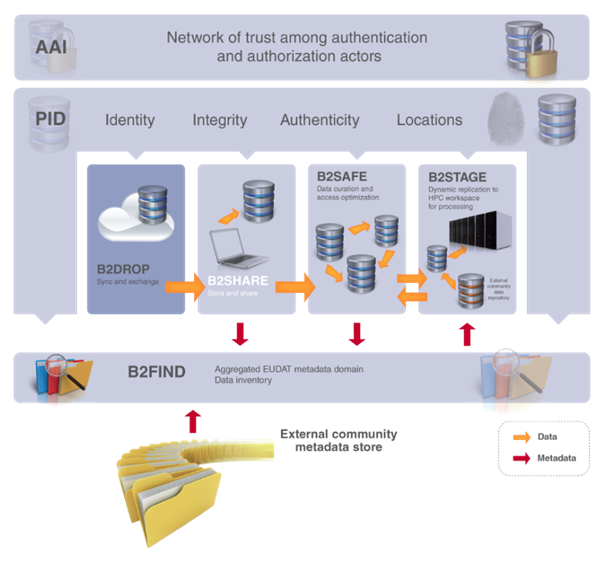 AAI
Network of trust among authentication
and authorization actors
PID
Identity
Integrity
Authenticity
Locations
B2DROP
Sync and exchange
B2SHARE
Store and share
B2SAFE
Data curation and
access optimization
B2STAGE
Dynamic replication to
HPC workspace
for processing
External
community
data
repository
B2FIND
Aggregated EUDAT metadata domain
Data inventory
External community
metadata store
Data
Metadata